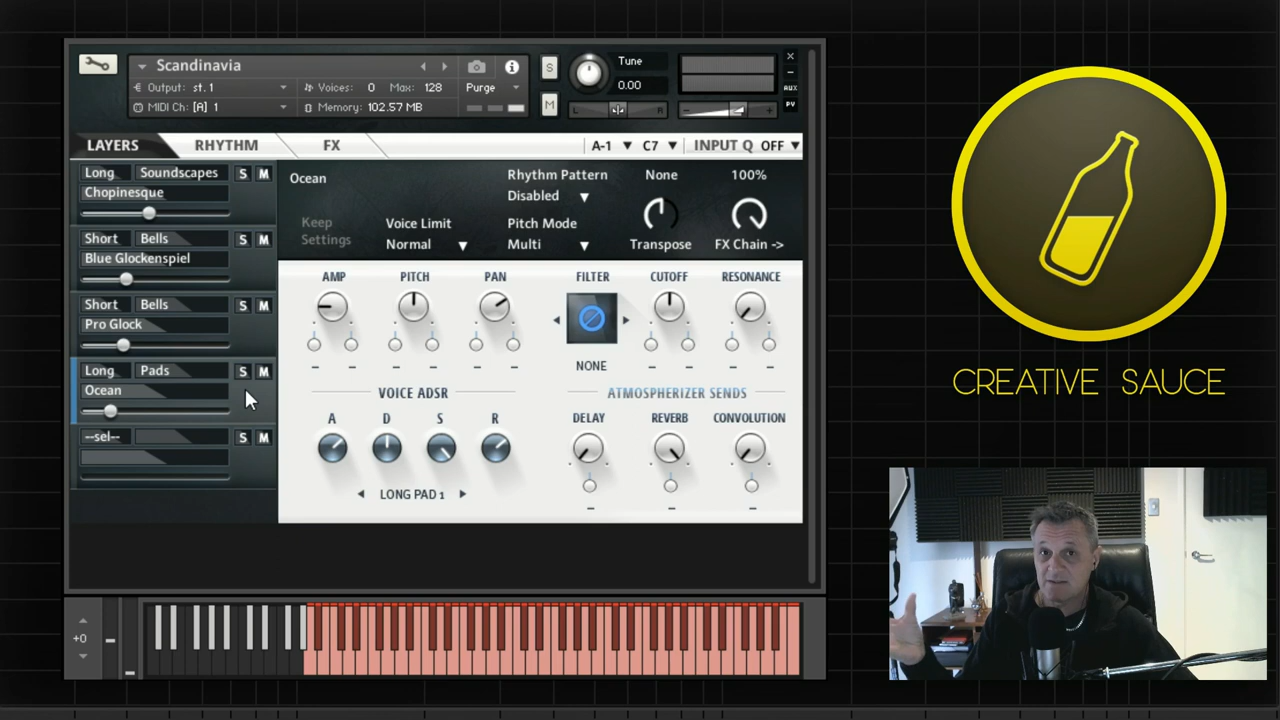 Scandinavia
Output: st. 1
Voices: 0 Max: 128
Purge
MIDI Ch: [A] 1
Memory: 102.57 MB
S
M
Tune
0.00
L R
AUX
PV
LAYERS
RHYTHM
FX
A-1 C7 INPUT Q OFF
Long Soundscapes S M
Chopinesque
Short Bells S M
Blue Glockenspiel
Short Bells S M
Pro Glock
Long Pads S M
Ocean
--sel-- S M
Ocean
Keep
Settings
Voice Limit
Normal
Rhythm Pattern
Disabled
Pitch Mode
Multi
None
Transpose
100%
FX Chain ->
AMP PITCH PAN FILTER CUTOFF RESONANCE
NONE
VOICE ADSR
A D S R
LONG PAD 1
ATMOSPHERIZER SENDS
DELAY REVERB CONVOLUTION
+0
CREATIVE SAUCE